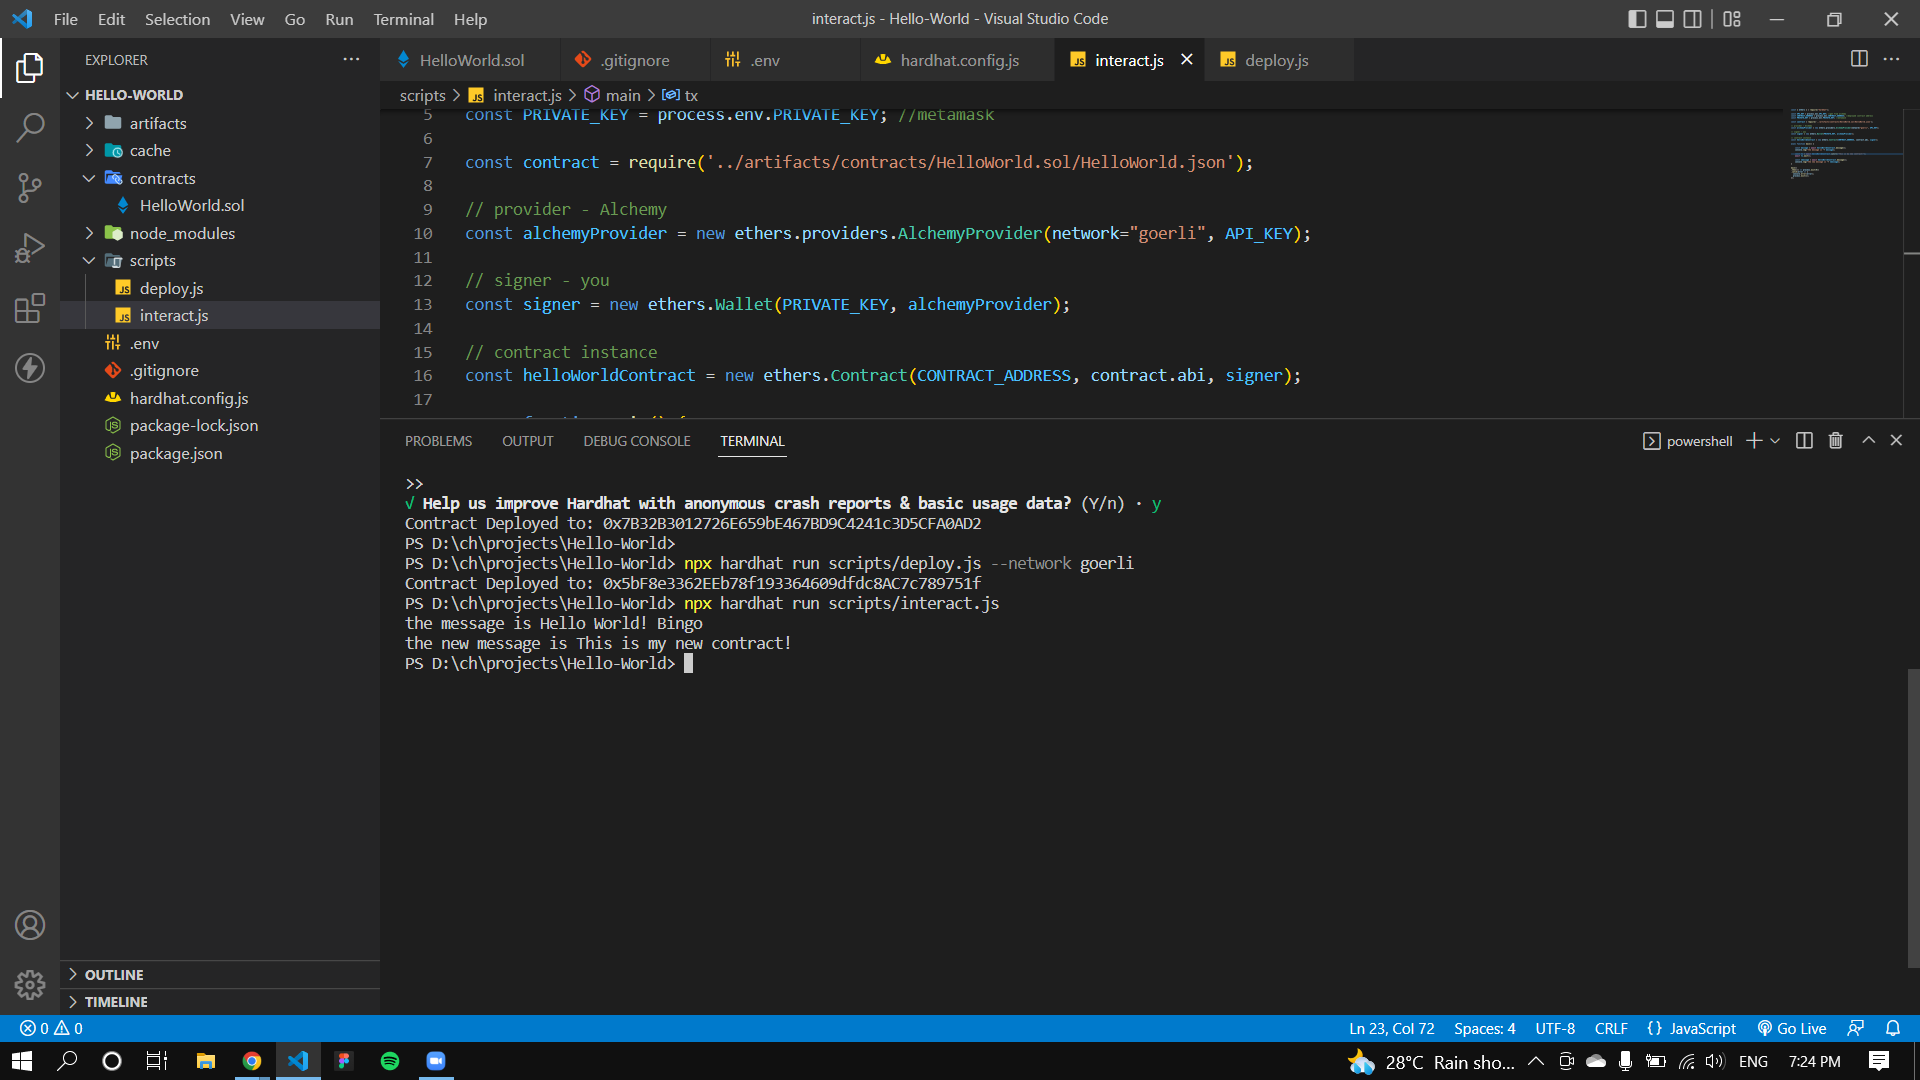 File Edit Selection View Go Run Terminal Help
interact.js - Hello-World - Visual Studio Code
EXPLORER
HELLO-WORLD
artifacts
cache
contracts
HelloWorld.sol
node_modules
scripts
deploy.js
interact.js
.env
.gitignore
hardhat.config.js
package-lock.json
package.json
OUTLINE
TIMELINE
HelloWorld.sol .gitignore .env hardhat.config.js interact.js deploy.js
scripts > interact.js > main > tx
5 const PRIVATE_KEY = process.env.PRIVATE_KEY; //metamask
6
7 const contract = require('../artifacts/contracts/HelloWorld.sol/HelloWorld.json');
8
9 // provider - Alchemy
10 const alchemyProvider = new ethers.providers.AlchemyProvider(network="goerli", API_KEY);
11
12 // signer - you
13 const signer = new ethers.Wallet(PRIVATE_KEY, alchemyProvider);
14
15 // contract instance
16 const helloWorldContract = new ethers.Contract(CONTRACT_ADDRESS, contract.abi, signer);
17
PROBLEMS OUTPUT DEBUG CONSOLE TERMINAL
powershell
>>
√ Help us improve Hardhat with anonymous crash reports & basic usage data? (Y/n) · y
Contract Deployed to: 0x7B32B3012726E659bE467BD9C4241c3D5CFA0AD2
PS D:\ch\projects\Hello-World>
PS D:\ch\projects\Hello-World> npx hardhat run scripts/deploy.js --network goerli
Contract Deployed to: 0x5bF8e3362EEb78f193364609dfdc8AC7c789751f
PS D:\ch\projects\Hello-World> npx hardhat run scripts/interact.js
the message is Hello World! Bingo
the new message is This is my new contract!
PS D:\ch\projects\Hello-World>
0 0
Ln 23, Col 72 Spaces: 4 UTF-8 CRLF {} JavaScript Go Live
28°C Rain sho... ENG 7:24 PM